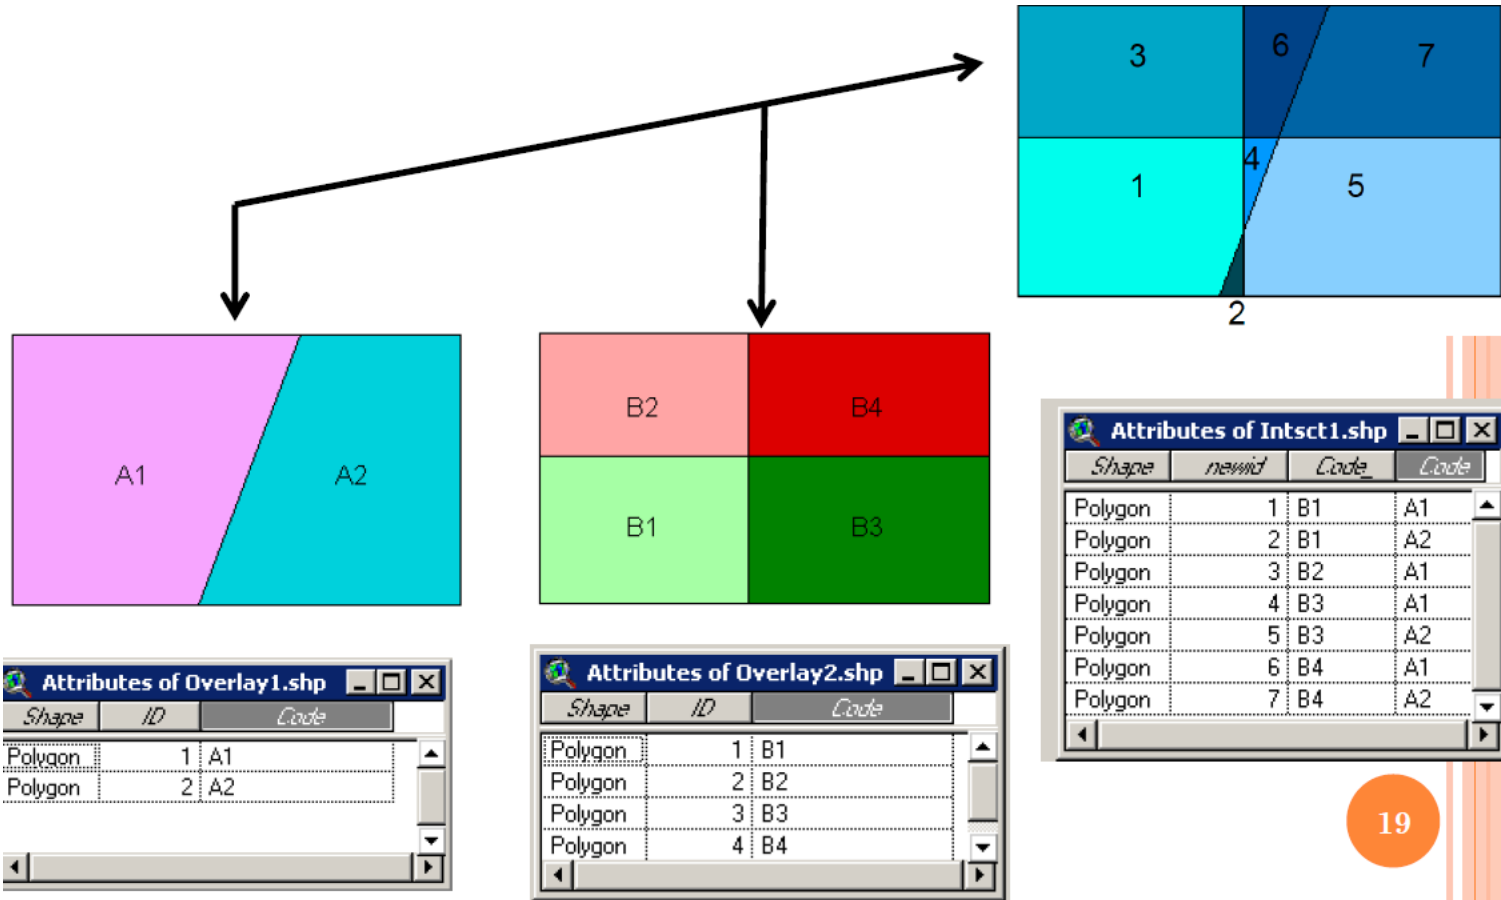 3
6
7
4
1
5
2
A1
A2
B2
B4
B1
B3
Attributes of Overlay1.shp
Shape ID Code
Polygon 1 A1
Polygon 2 A2
Attributes of Overlay2.shp
Shape ID Code
Polygon 1 B1
Polygon 2 B2
Polygon 3 B3
Polygon 4 B4
Attributes of Intsct1.shp
Shape newid Code_ Code
Polygon 1 B1 A1
Polygon 2 B1 A2
Polygon 3 B2 A1
Polygon 4 B3 A1
Polygon 5 B3 A2
Polygon 6 B4 A1
Polygon 7 B4 A2
19